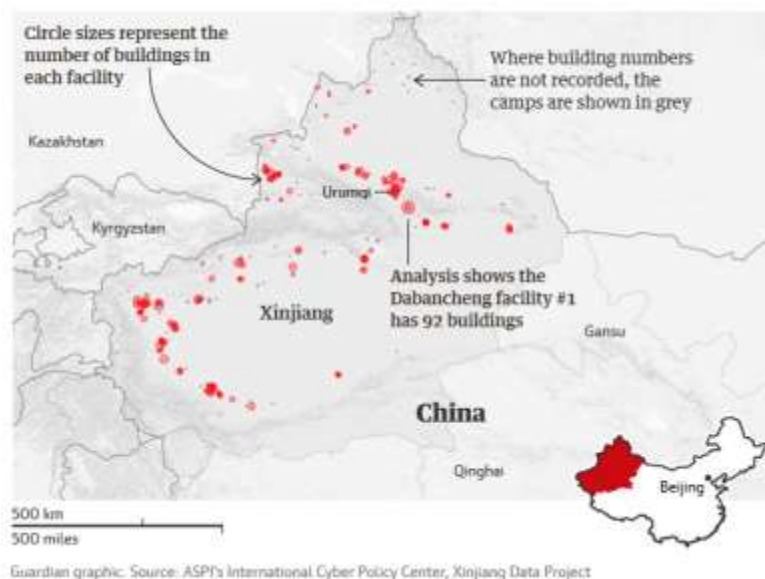 Circle sizes represent the
number of buildings in
each facility
Where building numbers
are not recorded, the
camps are shown in grey
Kazakhstan
Urumqi
Kyrgyzstan
Analysis shows the
Dabancheng facility #1
has 92 buildings
Xinjiang
Gansu
China
Qinghai
Beijing
500 km
500 miles
Guardian graphic. Source: ASPI's International Cyber Policy Center, Xinjiang Data Project